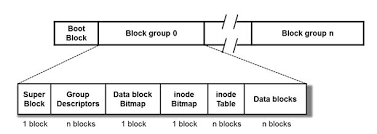 Boot
Block
Block group 0
Block group n
Super
Block
Group
Descriptors
Data block
Bitmap
inode
Bitmap
inode
Table
Data blocks
1 block
n blocks
1 block
1 block
n blocks
n blocks